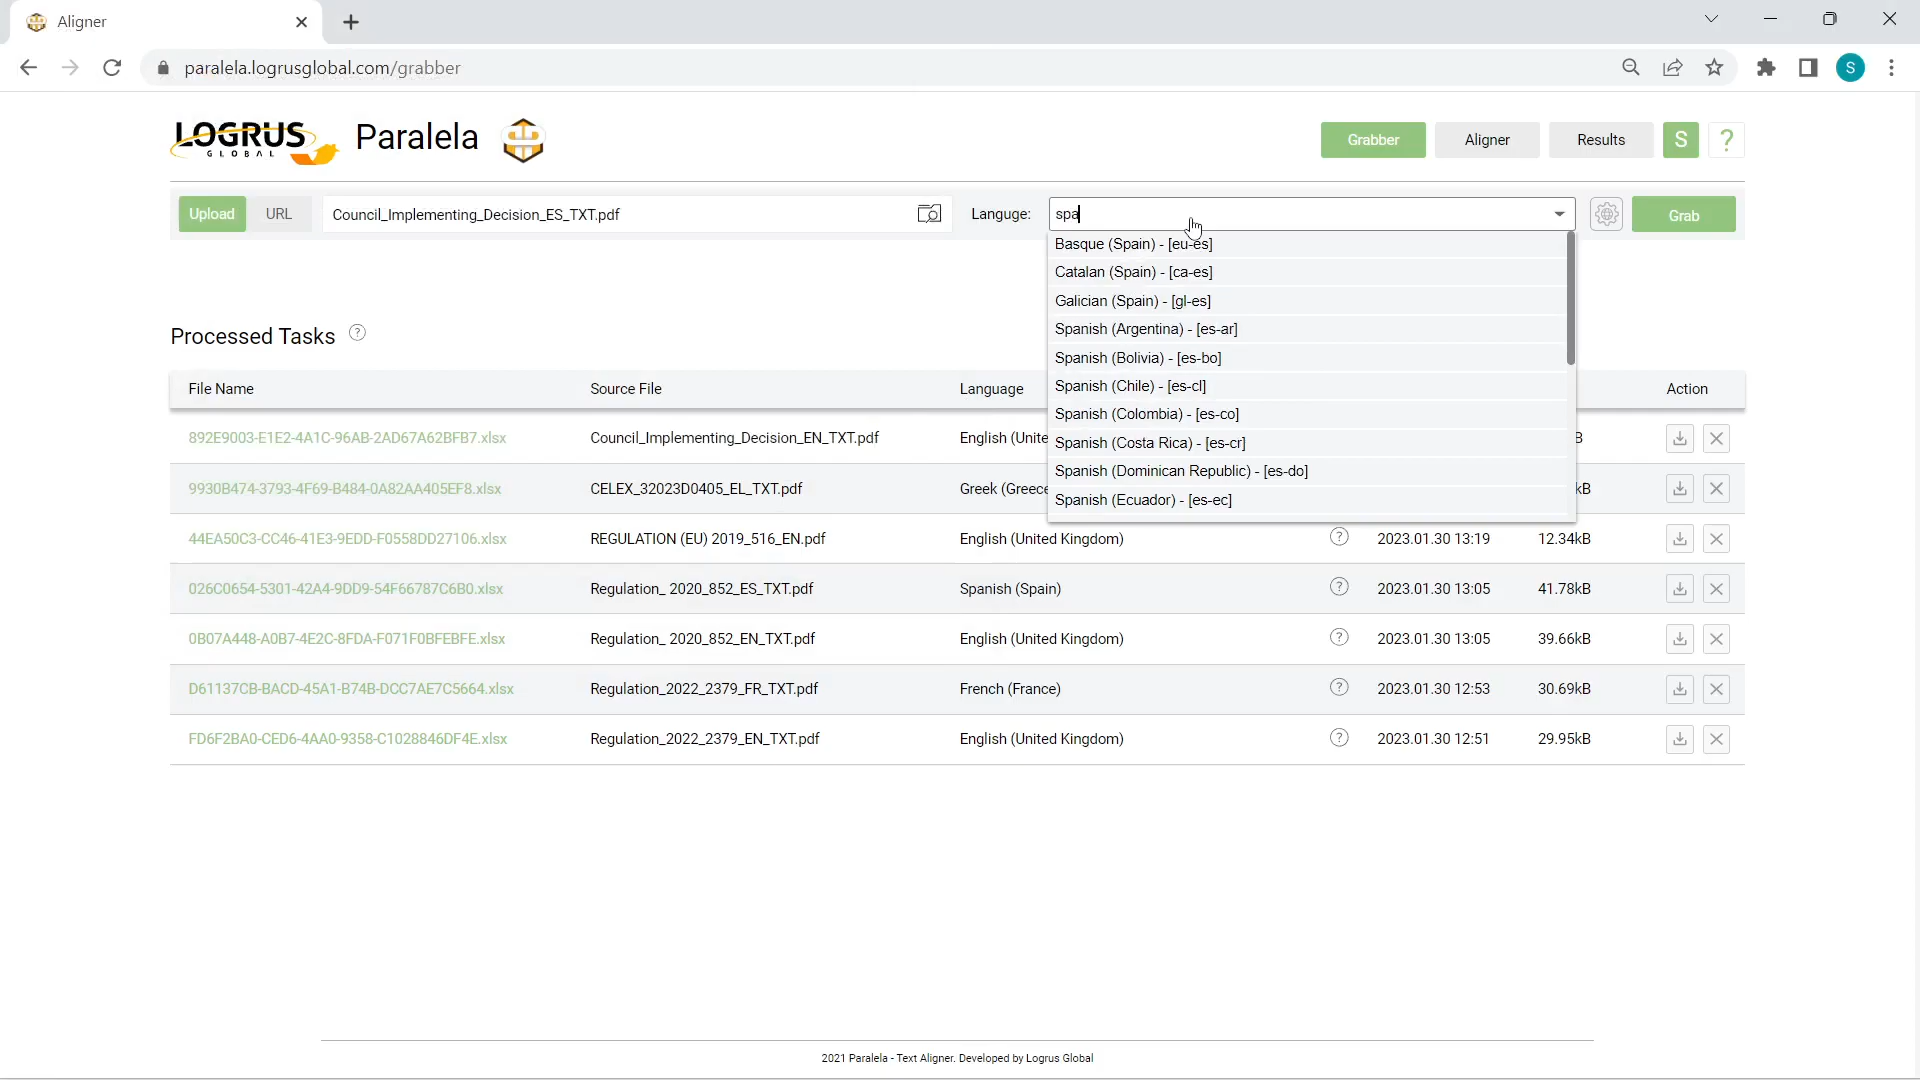 Aligner
paralela.logrusglobal.com/grabber
S
LOGRUS
GLOBAL
Paralela
Grabber
Aligner
Results
S
?
Upload
URL
Council_Implementing_Decision_ES_TXT.pdf
Languge:
spa
Grab
Basque (Spain) - [eu-es]
Catalan (Spain) - [ca-es]
Galician (Spain) - [gl-es]
Spanish (Argentina) - [es-ar]
Spanish (Bolivia) - [es-bo]
Spanish (Chile) - [es-cl]
Spanish (Colombia) - [es-co]
Spanish (Costa Rica) - [es-cr]
Spanish (Dominican Republic) - [es-do]
Spanish (Ecuador) - [es-ec]
Processed Tasks ?
File Name Source File Language Action
892E9003-E1E2-4A1C-96AB-2AD67A62BFB7.xlsx Council_Implementing_Decision_EN_TXT.pdf English (Unite B
9930B474-3793-4F69-B484-0A82AA405EF8.xlsx CELEX_32023D0405_EL_TXT.pdf Greek (Greece kB
44EA50C3-CC46-41E3-9EDD-F0558DD27106.xlsx REGULATION (EU) 2019_516_EN.pdf English (United Kingdom) ? 2023.01.30 13:19 12.34kB
026C0654-5301-42A4-9DD9-54F66787C6B0.xlsx Regulation_ 2020_852_ES_TXT.pdf Spanish (Spain) ? 2023.01.30 13:05 41.78kB
0B07A448-A0B7-4E2C-8FDA-F071F0BFEBFE.xlsx Regulation_ 2020_852_EN_TXT.pdf English (United Kingdom) ? 2023.01.30 13:05 39.66kB
D61137CB-BACD-45A1-B74B-DCC7AE7C5664.xlsx Regulation_2022_2379_FR_TXT.pdf French (France) ? 2023.01.30 12:53 30.69kB
FD6F2BA0-CED6-4AA0-9358-C1028846DF4E.xlsx Regulation_2022_2379_EN_TXT.pdf English (United Kingdom) ? 2023.01.30 12:51 29.95kB
2021 Paralela - Text Aligner. Developed by Logrus Global